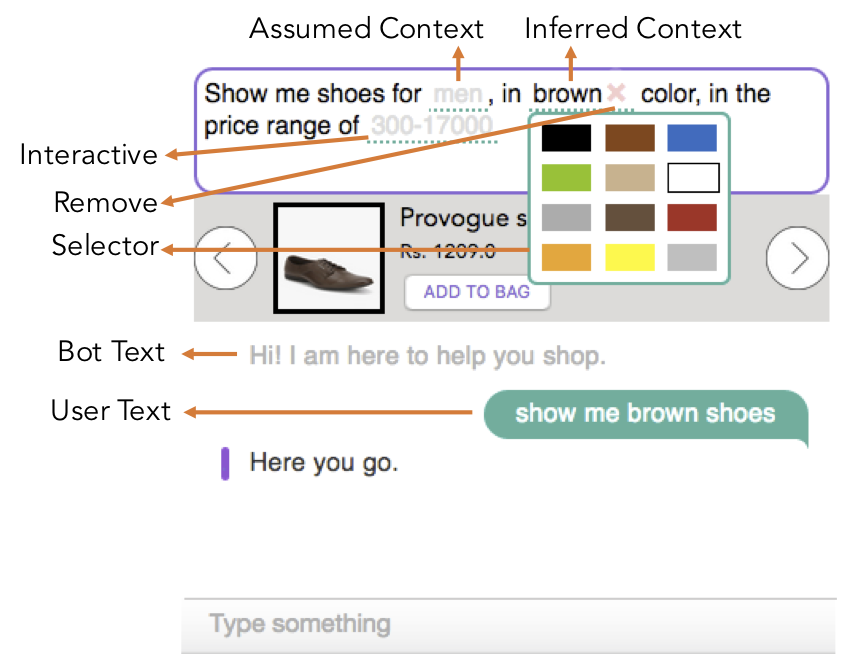 Assumed Context Inferred Context
Show me shoes for men, in brown ✖ color, in the
price range of 300-17000
Interactive
Remove
Selector
Provogue s
Rs. 1209.0
ADD TO BAG
Bot Text
Hi! I am here to help you shop.
User Text
show me brown shoes
Here you go.
Type something